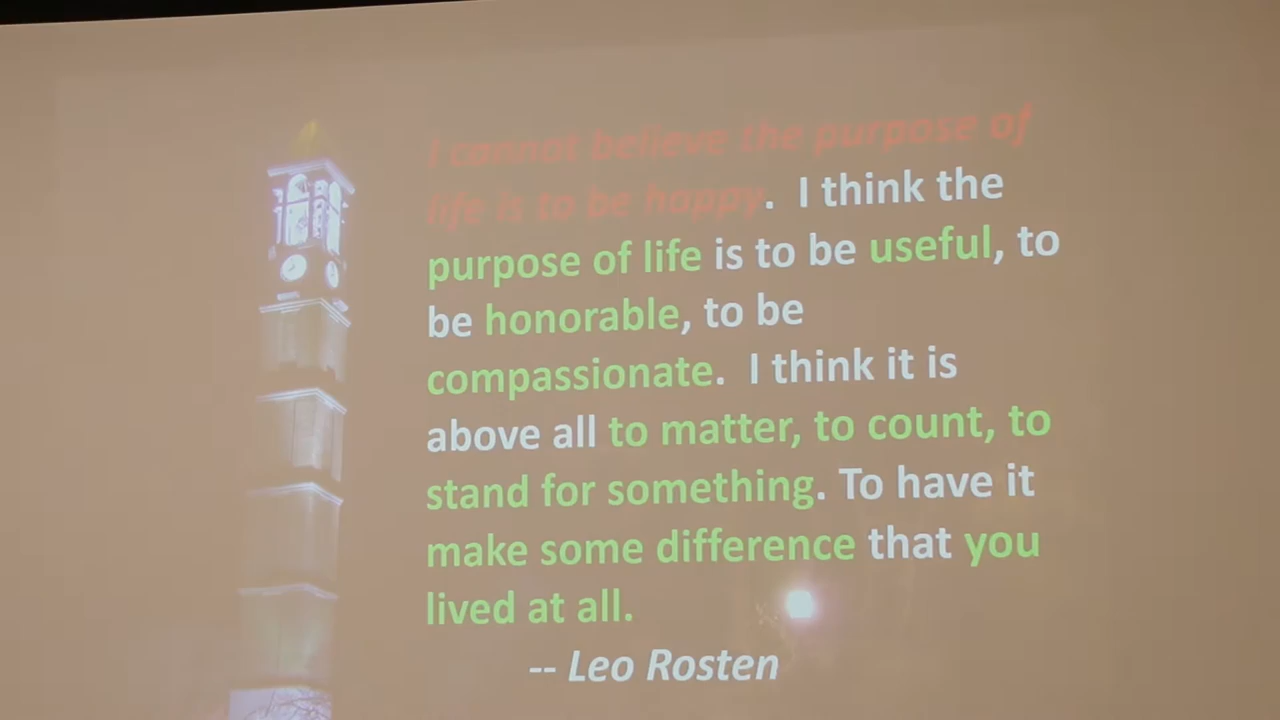 I cannot believe the purpose of
life is to be happy. I think the
purpose of life is to be useful, to
be honorable, to be
compassionate. I think it is
above all to matter, to count, to
stand for something. To have it
make some difference that you
lived at all.
-- Leo Rosten